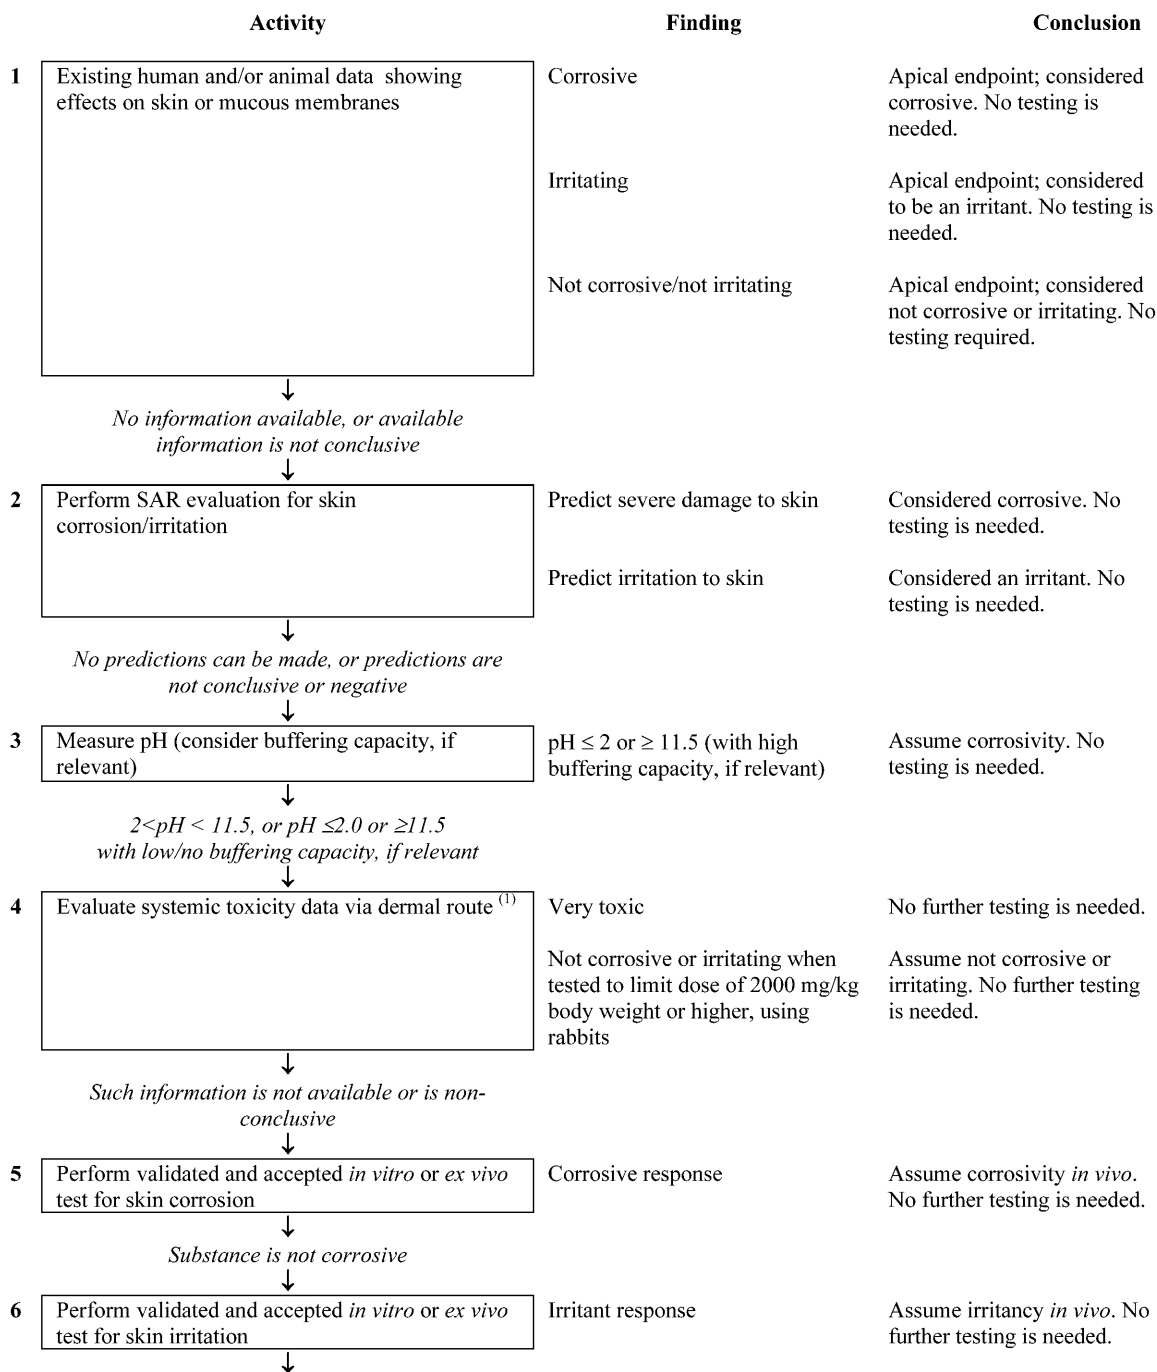 Activity Finding Conclusion
1 Existing human and/or animal data showing Corrosive Apical endpoint; considered
effects on skin or mucous membranes corrosive. No testing is
needed.
Irritating Apical endpoint; considered
to be an irritant. No testing is
needed.
Not corrosive/not irritating Apical endpoint; considered
not corrosive or irritating. No
testing required.
↓
No information available, or available
information is not conclusive
↓
2 Perform SAR evaluation for skin Predict severe damage to skin Considered corrosive. No
corrosion/irritation testing is needed.
Predict irritation to skin Considered an irritant. No
testing is needed.
↓
No predictions can be made, or predictions are
not conclusive or negative
↓
3 Measure pH (consider buffering capacity, if pH ≤ 2 or ≥ 11.5 (with high Assume corrosivity. No
relevant) buffering capacity, if relevant) testing is needed.
↓
2<pH < 11.5, or pH ≤2.0 or ≥11.5
with low/no buffering capacity, if relevant
↓
4 Evaluate systemic toxicity data via dermal route (1) Very toxic No further testing is needed.
Not corrosive or irritating when Assume not corrosive or
tested to limit dose of 2000 mg/kg irritating. No further testing
body weight or higher, using is needed.
rabbits
↓
Such information is not available or is non-
conclusive
↓
5 Perform validated and accepted in vitro or ex vivo Corrosive response Assume corrosivity in vivo.
test for skin corrosion No further testing is needed.
↓
Substance is not corrosive
↓
6 Perform validated and accepted in vitro or ex vivo Irritant response Assume irritancy in vivo. No
test for skin irritation further testing is needed.
↓